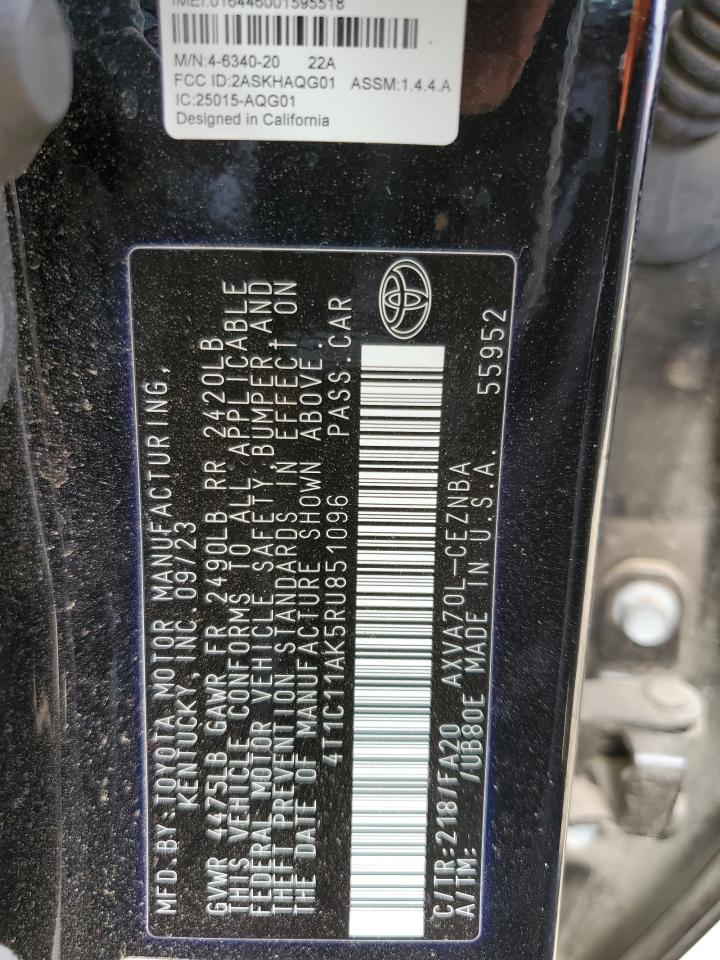 IMEI:016446001595518
M/N:4-6340-20 22A
FCC ID:2ASKHAQG01 ASSM:1.4.4.A
IC:25015-AQG01
Designed in California
MFD.BY:TOYOTA MOTOR MANUFACTURING,
KENTUCKY, INC. 09/23
GVWR 4475LB GAWR FR 2490LB RR 2420LB
THIS VEHICLE CONFORMS TO ALL APPLICABLE
FEDERAL MOTOR VEHICLE SAFETY,BUMPER,AND
THEFT PREVENTION STANDARDS IN EFFECT ON
THE DATE OF MANUFACTURE SHOWN ABOVE.
4T1C11AK5RU851096 PASS.CAR
C/TR:218/FA20 AXVA70L-CEZNBA
A/TM: /UB80E MADE IN U.S.A. 55952